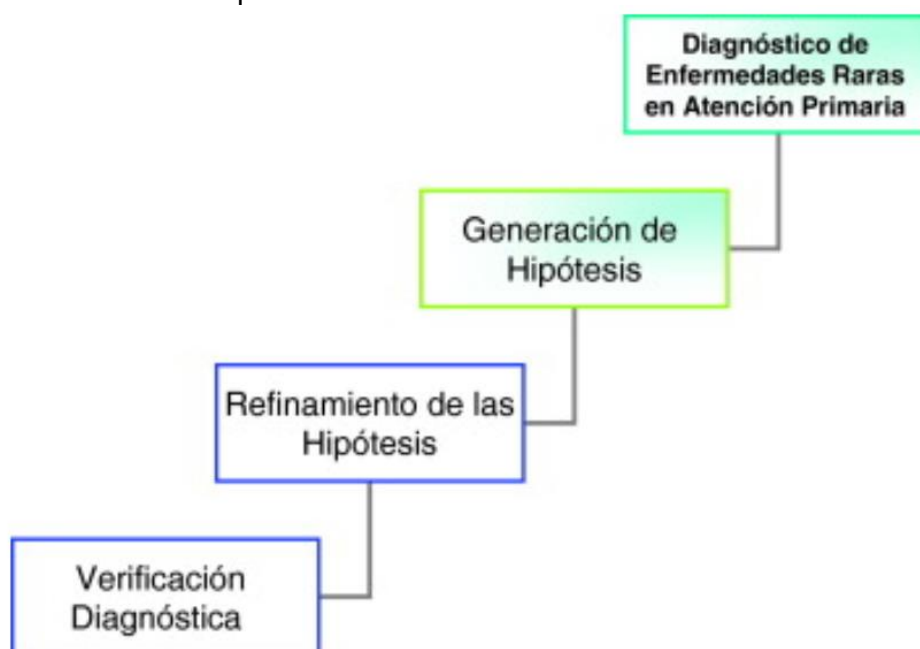 Diagnóstico de
Enfermedades Raras
en Atención Primaria
Generación de
Hipótesis
Refinamiento de las
Hipótesis
Verificación
Diagnóstica